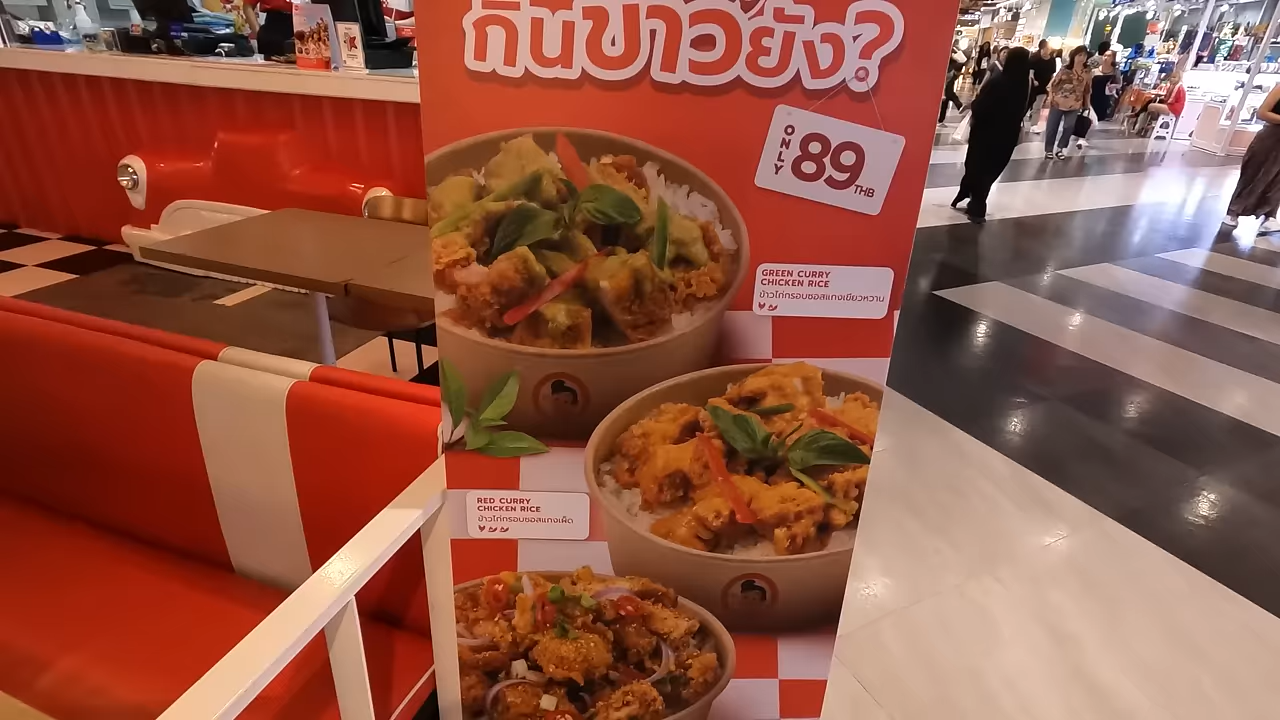 กินข้าวยัง?
ONLY
89
THB
GREEN CURRY
CHICKEN RICE
ข้าวไก่กรอบซอสแกงเขียวหวาน
RED CURRY
CHICKEN RICE
ข้าวไก่กรอบซอสแกงเผ็ด